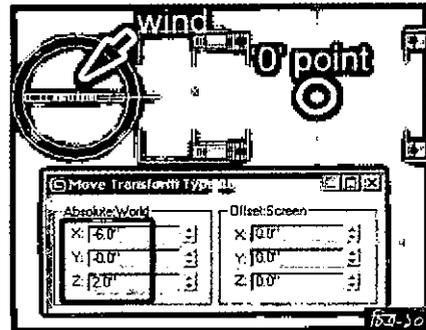 wind
'0' point
Move Transform Type-In
Absolute:World
Offset:Screen
X: -6.0"
X: 0.0"
Y: -0.0"
Y: 0.0"
Z: 2.0"
Z: 0.0"